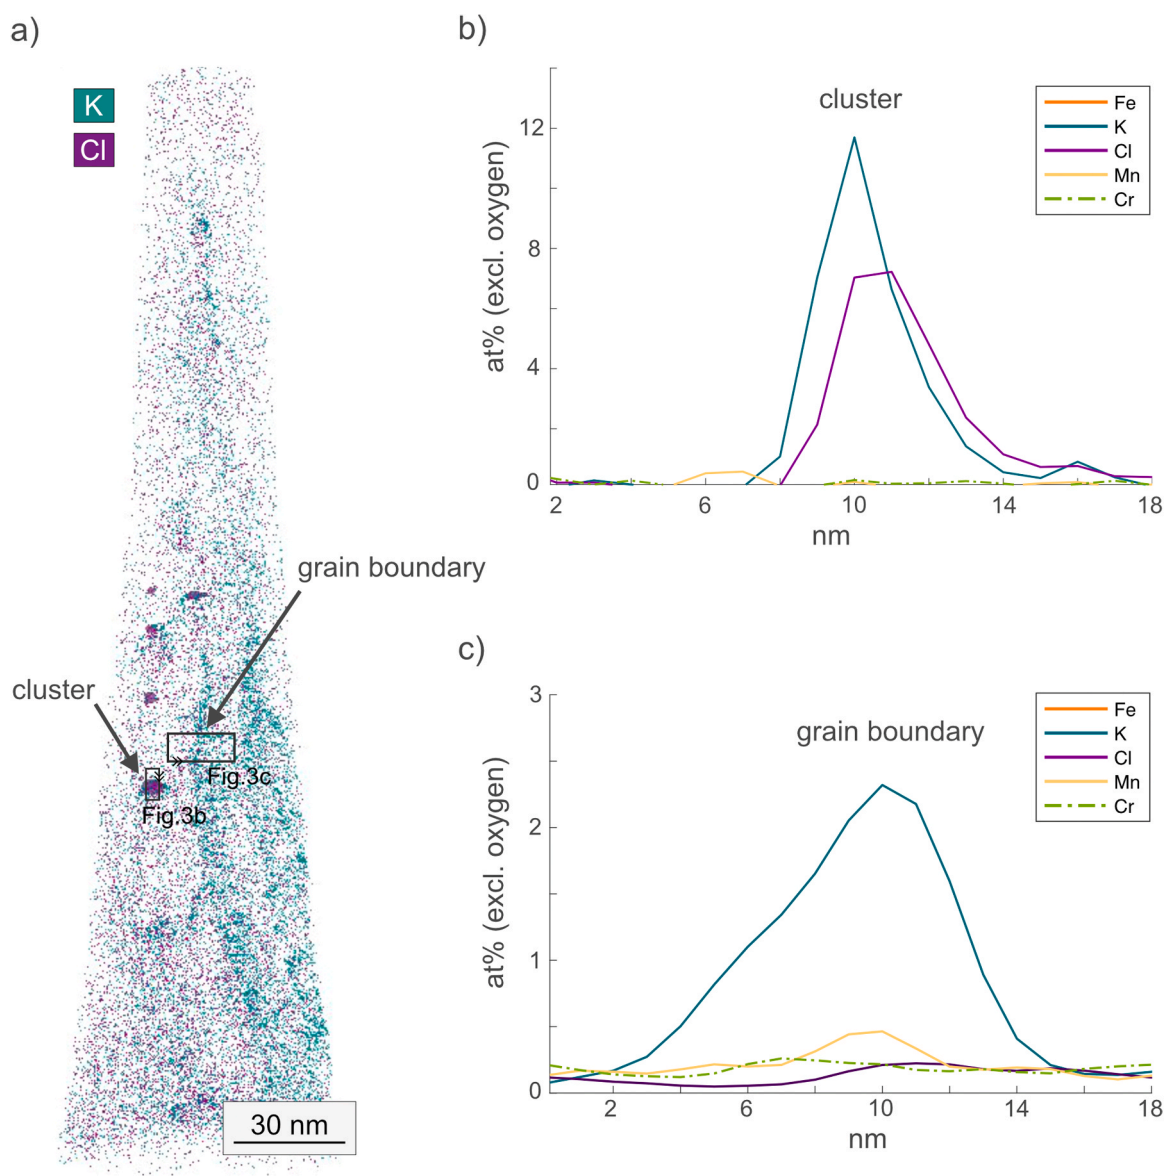 a)
K
Cl
grain boundary
cluster
Fig.3c
Fig.3b
30 nm
b)
cluster
at% (excl. oxygen)
12
8
4
0
2 6 10 14 18
nm
Fe
K
Cl
Mn
Cr
c)
grain boundary
at% (excl. oxygen)
3
2
1
0
2 6 10 14 18
nm
Fe
K
Cl
Mn
Cr